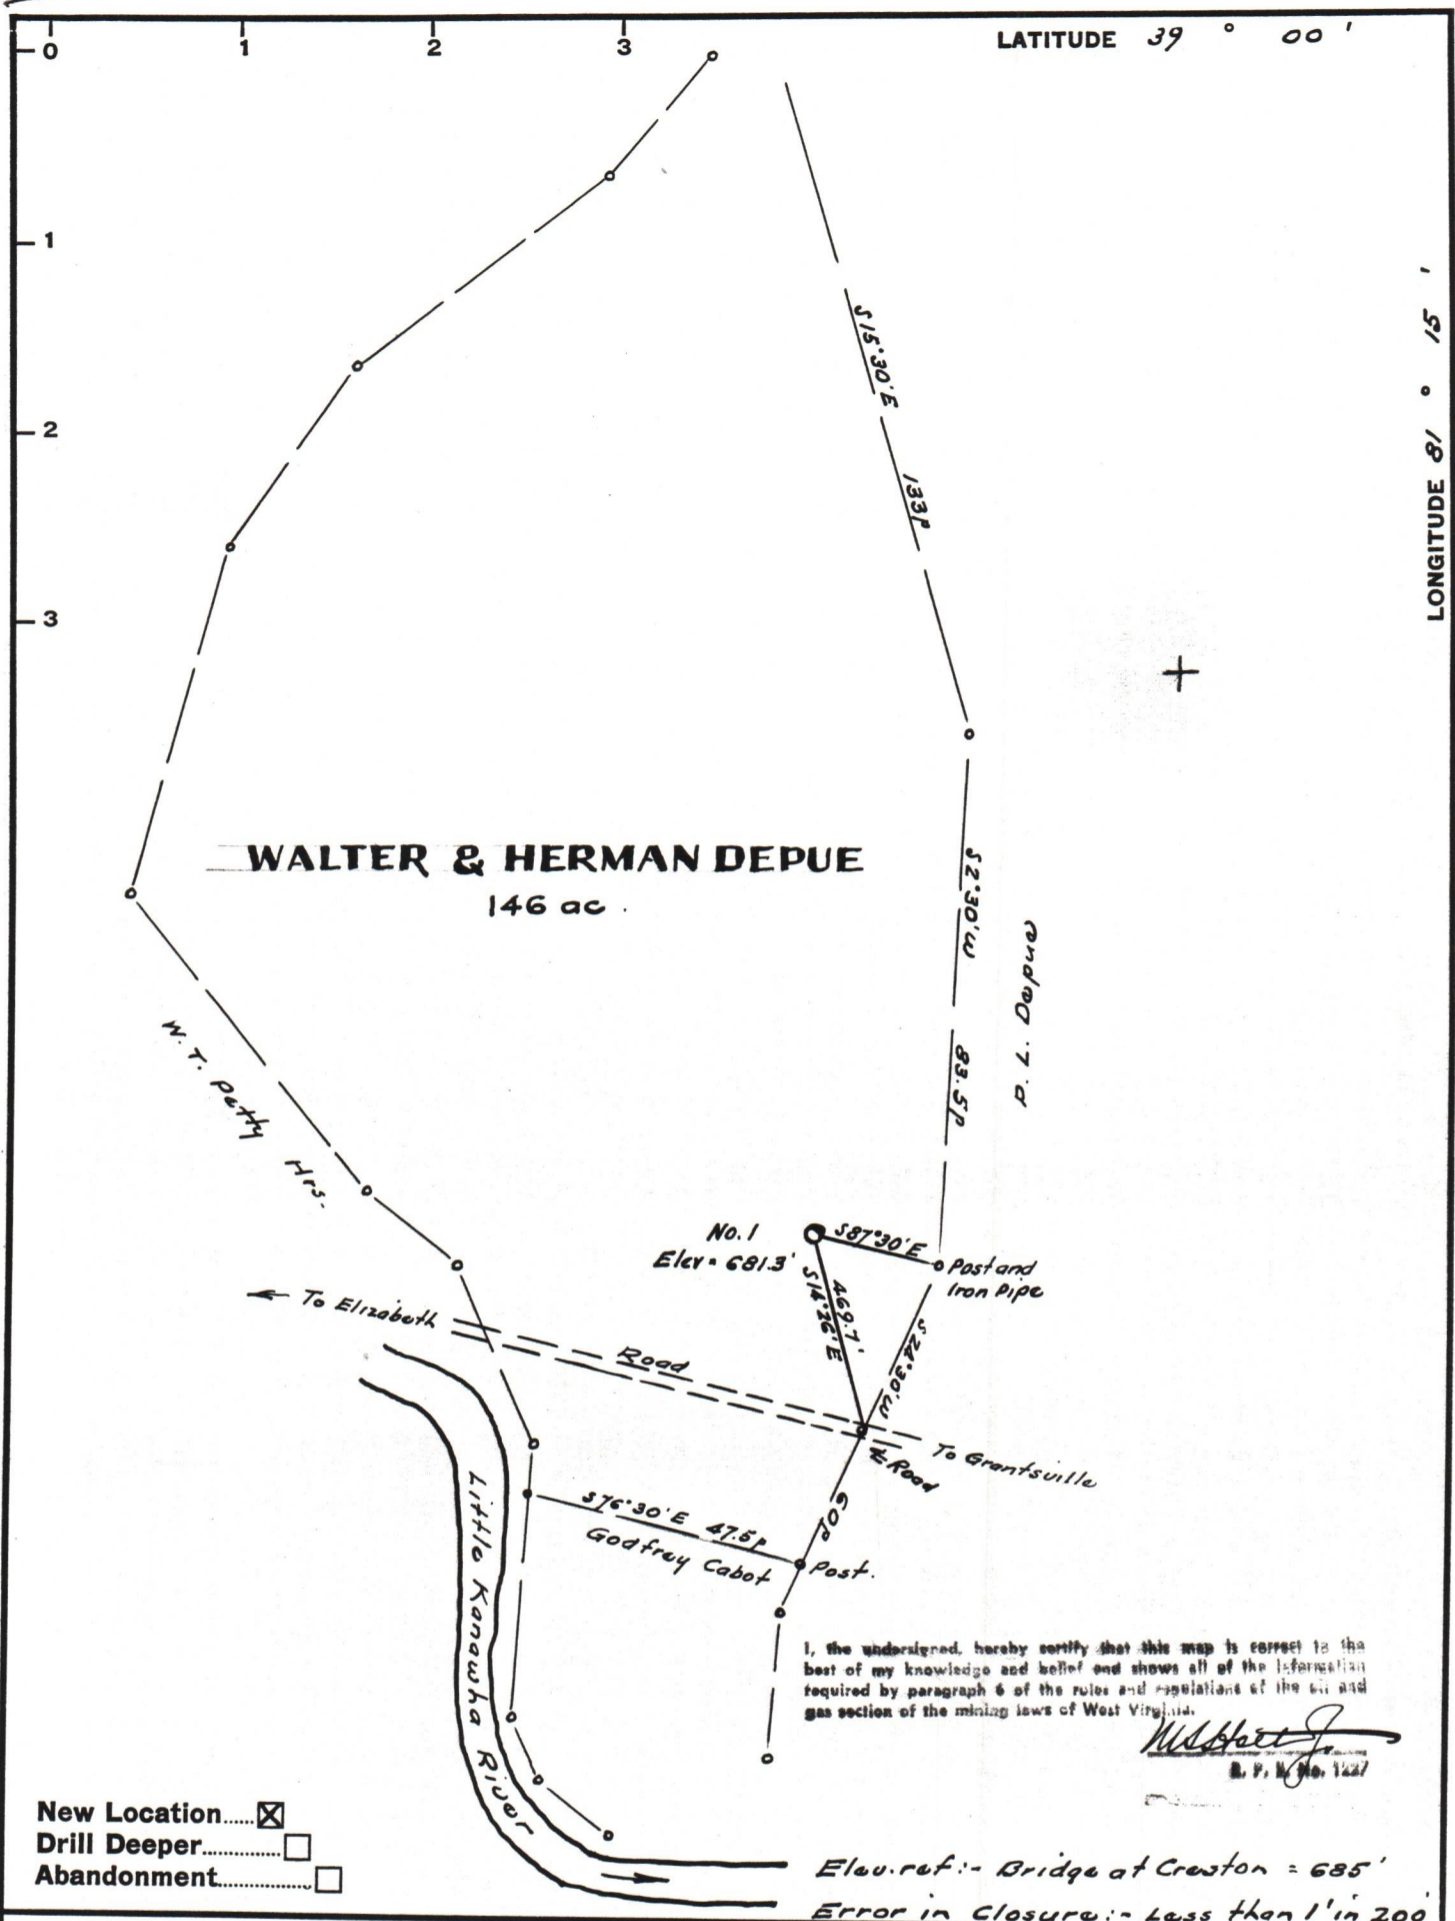 0 1 2 3
LATITUDE 39 ° 00 '
1
2
3
LONGITUDE 81 ° 15 '
S15°30'E
133P
WALTER & HERMAN DEPUE
146 ac.
S2°30'W
83.5P
P. L. Depue
W. T. Petty Hrs.
No. 1
Elev = 681.3'
S87°30'E
Post and
Iron Pipe
469.7'
S14°26'E
S24°30'W
To Elizabeth
Road
To Grantsville
℄ Road
60P
S76°30'E 47.5P
Godfrey Cabot
Post.
Little Kanawha River
I, the undersigned, hereby certify that this map is correct to the
best of my knowledge and belief and shows all of the information
required by paragraph 6 of the rules and regulations of the oil and
gas section of the mining laws of West Virginia.
No. 1227
New Location......☒
Drill Deeper..............☐
Abandonment.................☐
Elev. ref:- Bridge at Creston = 685'
Error in Closure:- Less than 1' in 200'